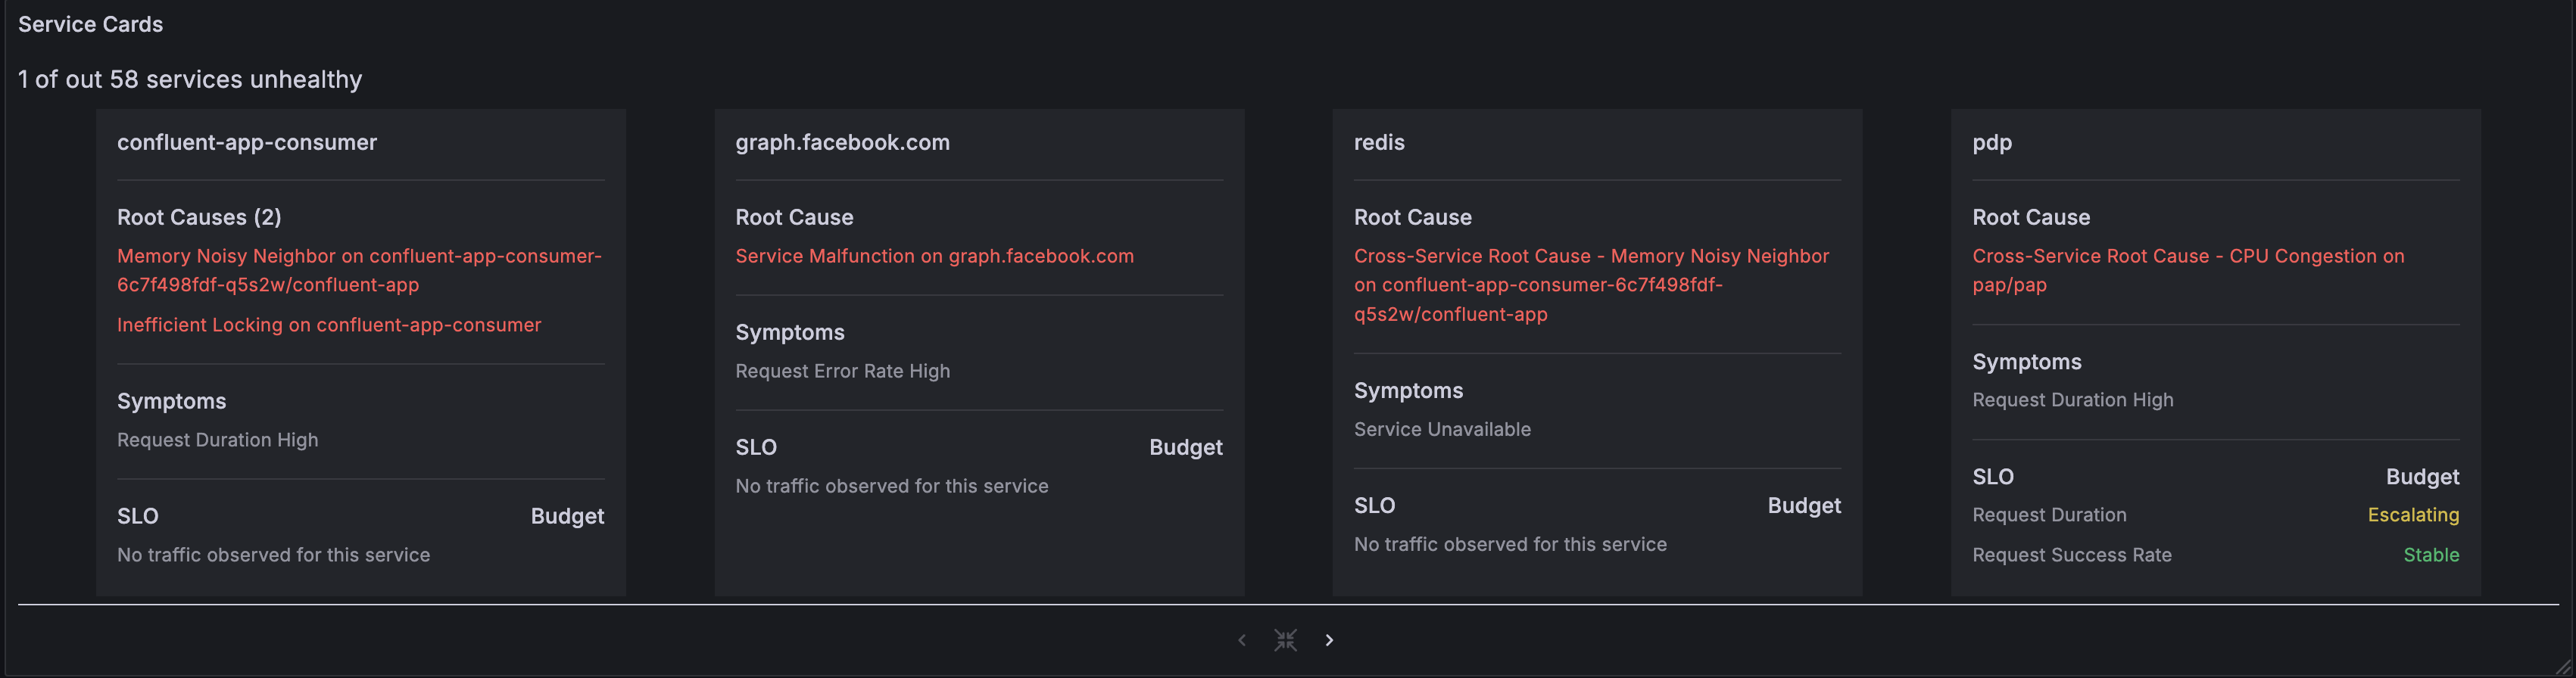 Service Cards
1 of out 58 services unhealthy
confluent-app-consumer
Root Causes (2)
Memory Noisy Neighbor on confluent-app-consumer-
6c7f498fdf-q5s2w/confluent-app
Inefficient Locking on confluent-app-consumer
Symptoms
Request Duration High
SLO Budget
No traffic observed for this service
graph.facebook.com
Root Cause
Service Malfunction on graph.facebook.com
Symptoms
Request Error Rate High
SLO Budget
No traffic observed for this service
redis
Root Cause
Cross-Service Root Cause - Memory Noisy Neighbor
on confluent-app-consumer-6c7f498fdf-
q5s2w/confluent-app
Symptoms
Service Unavailable
SLO Budget
No traffic observed for this service
pdp
Root Cause
Cross-Service Root Cause - CPU Congestion on
pap/pap
Symptoms
Request Duration High
SLO Budget
Request Duration Escalating
Request Success Rate Stable